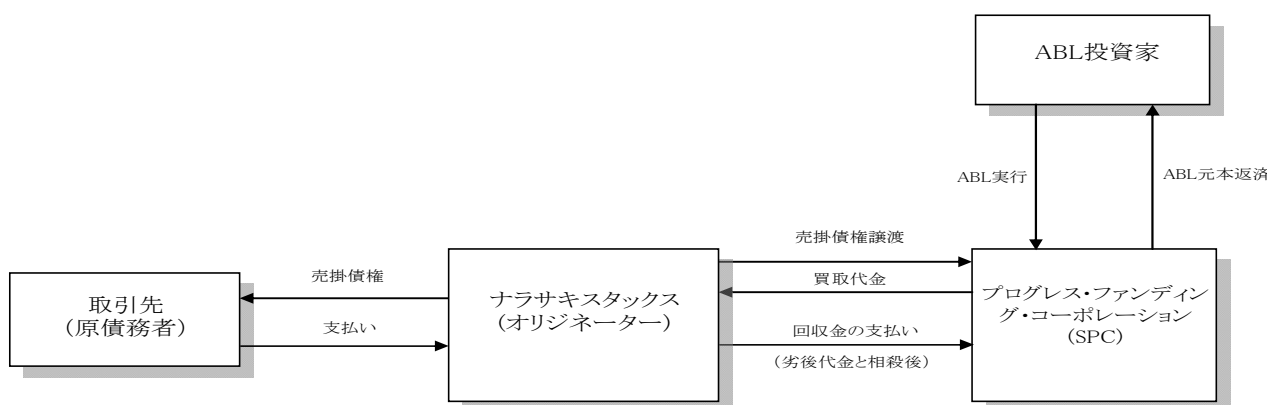 ABL投資家
ABL実行
ABL元本返済
売掛債権譲渡
買取代金
回収金の支払い
(劣後代金と相殺後)
売掛債権
支払い
取引先
(原債務者)
ナラサキスタックス
(オリジネーター)
プログレス・ファンディン
グ・コーポレーション
(SPC)